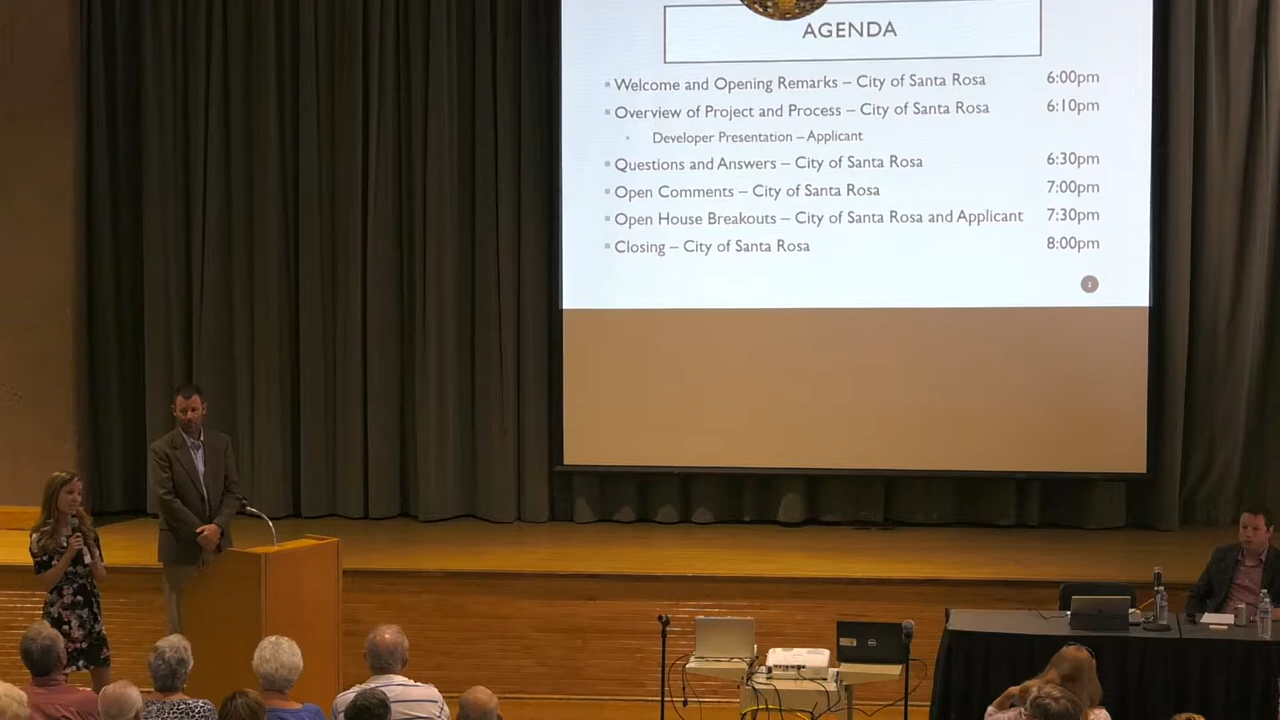 AGENDA
Welcome and Opening Remarks – City of Santa Rosa 6:00pm
Overview of Project and Process – City of Santa Rosa 6:10pm
Developer Presentation – Applicant
Questions and Answers – City of Santa Rosa 6:30pm
Open Comments – City of Santa Rosa 7:00pm
Open House Breakouts – City of Santa Rosa and Applicant 7:30pm
Closing – City of Santa Rosa 8:00pm
DELL